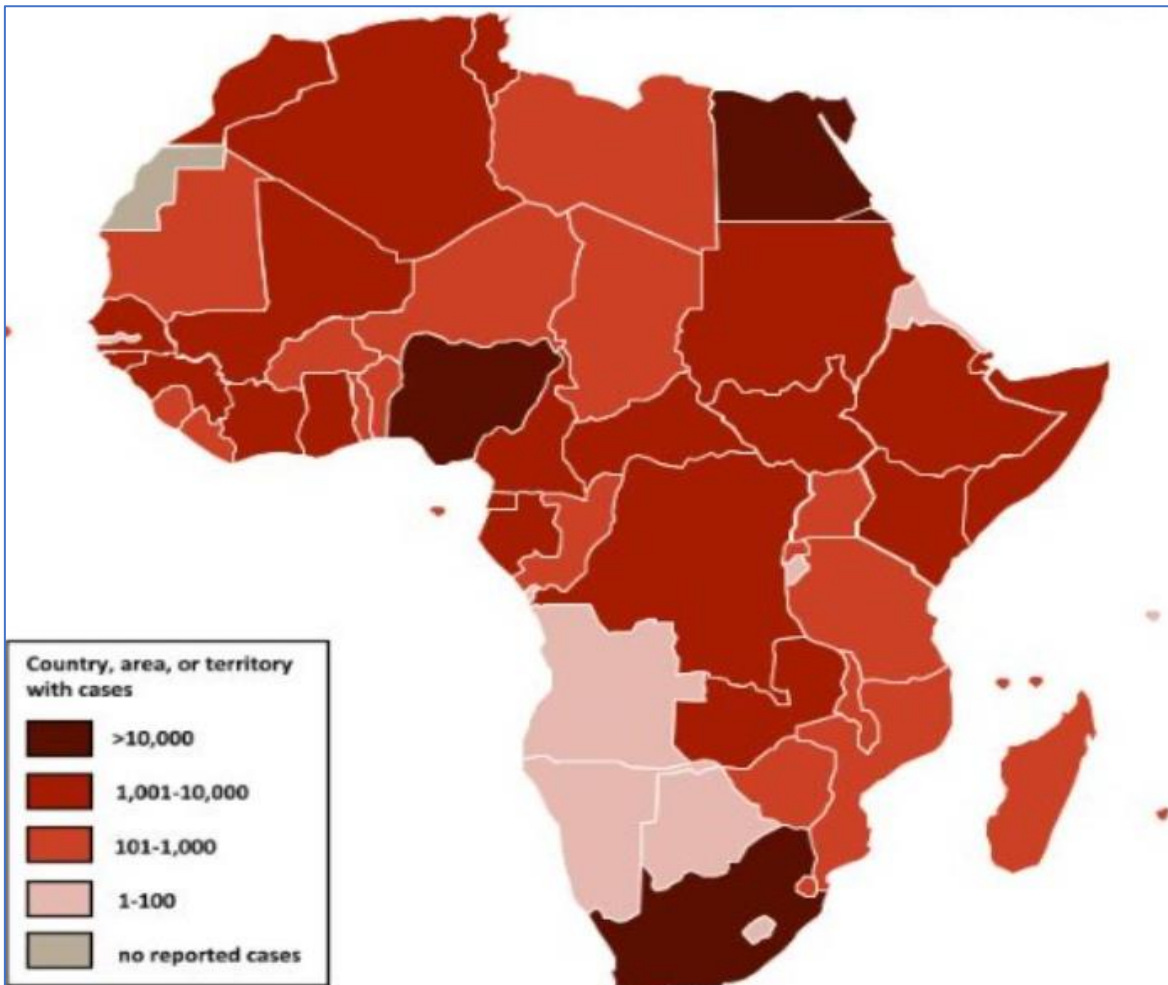 Country, area, or territory
with cases
>10,000
1,001-10,000
101-1,000
1-100
no reported cases